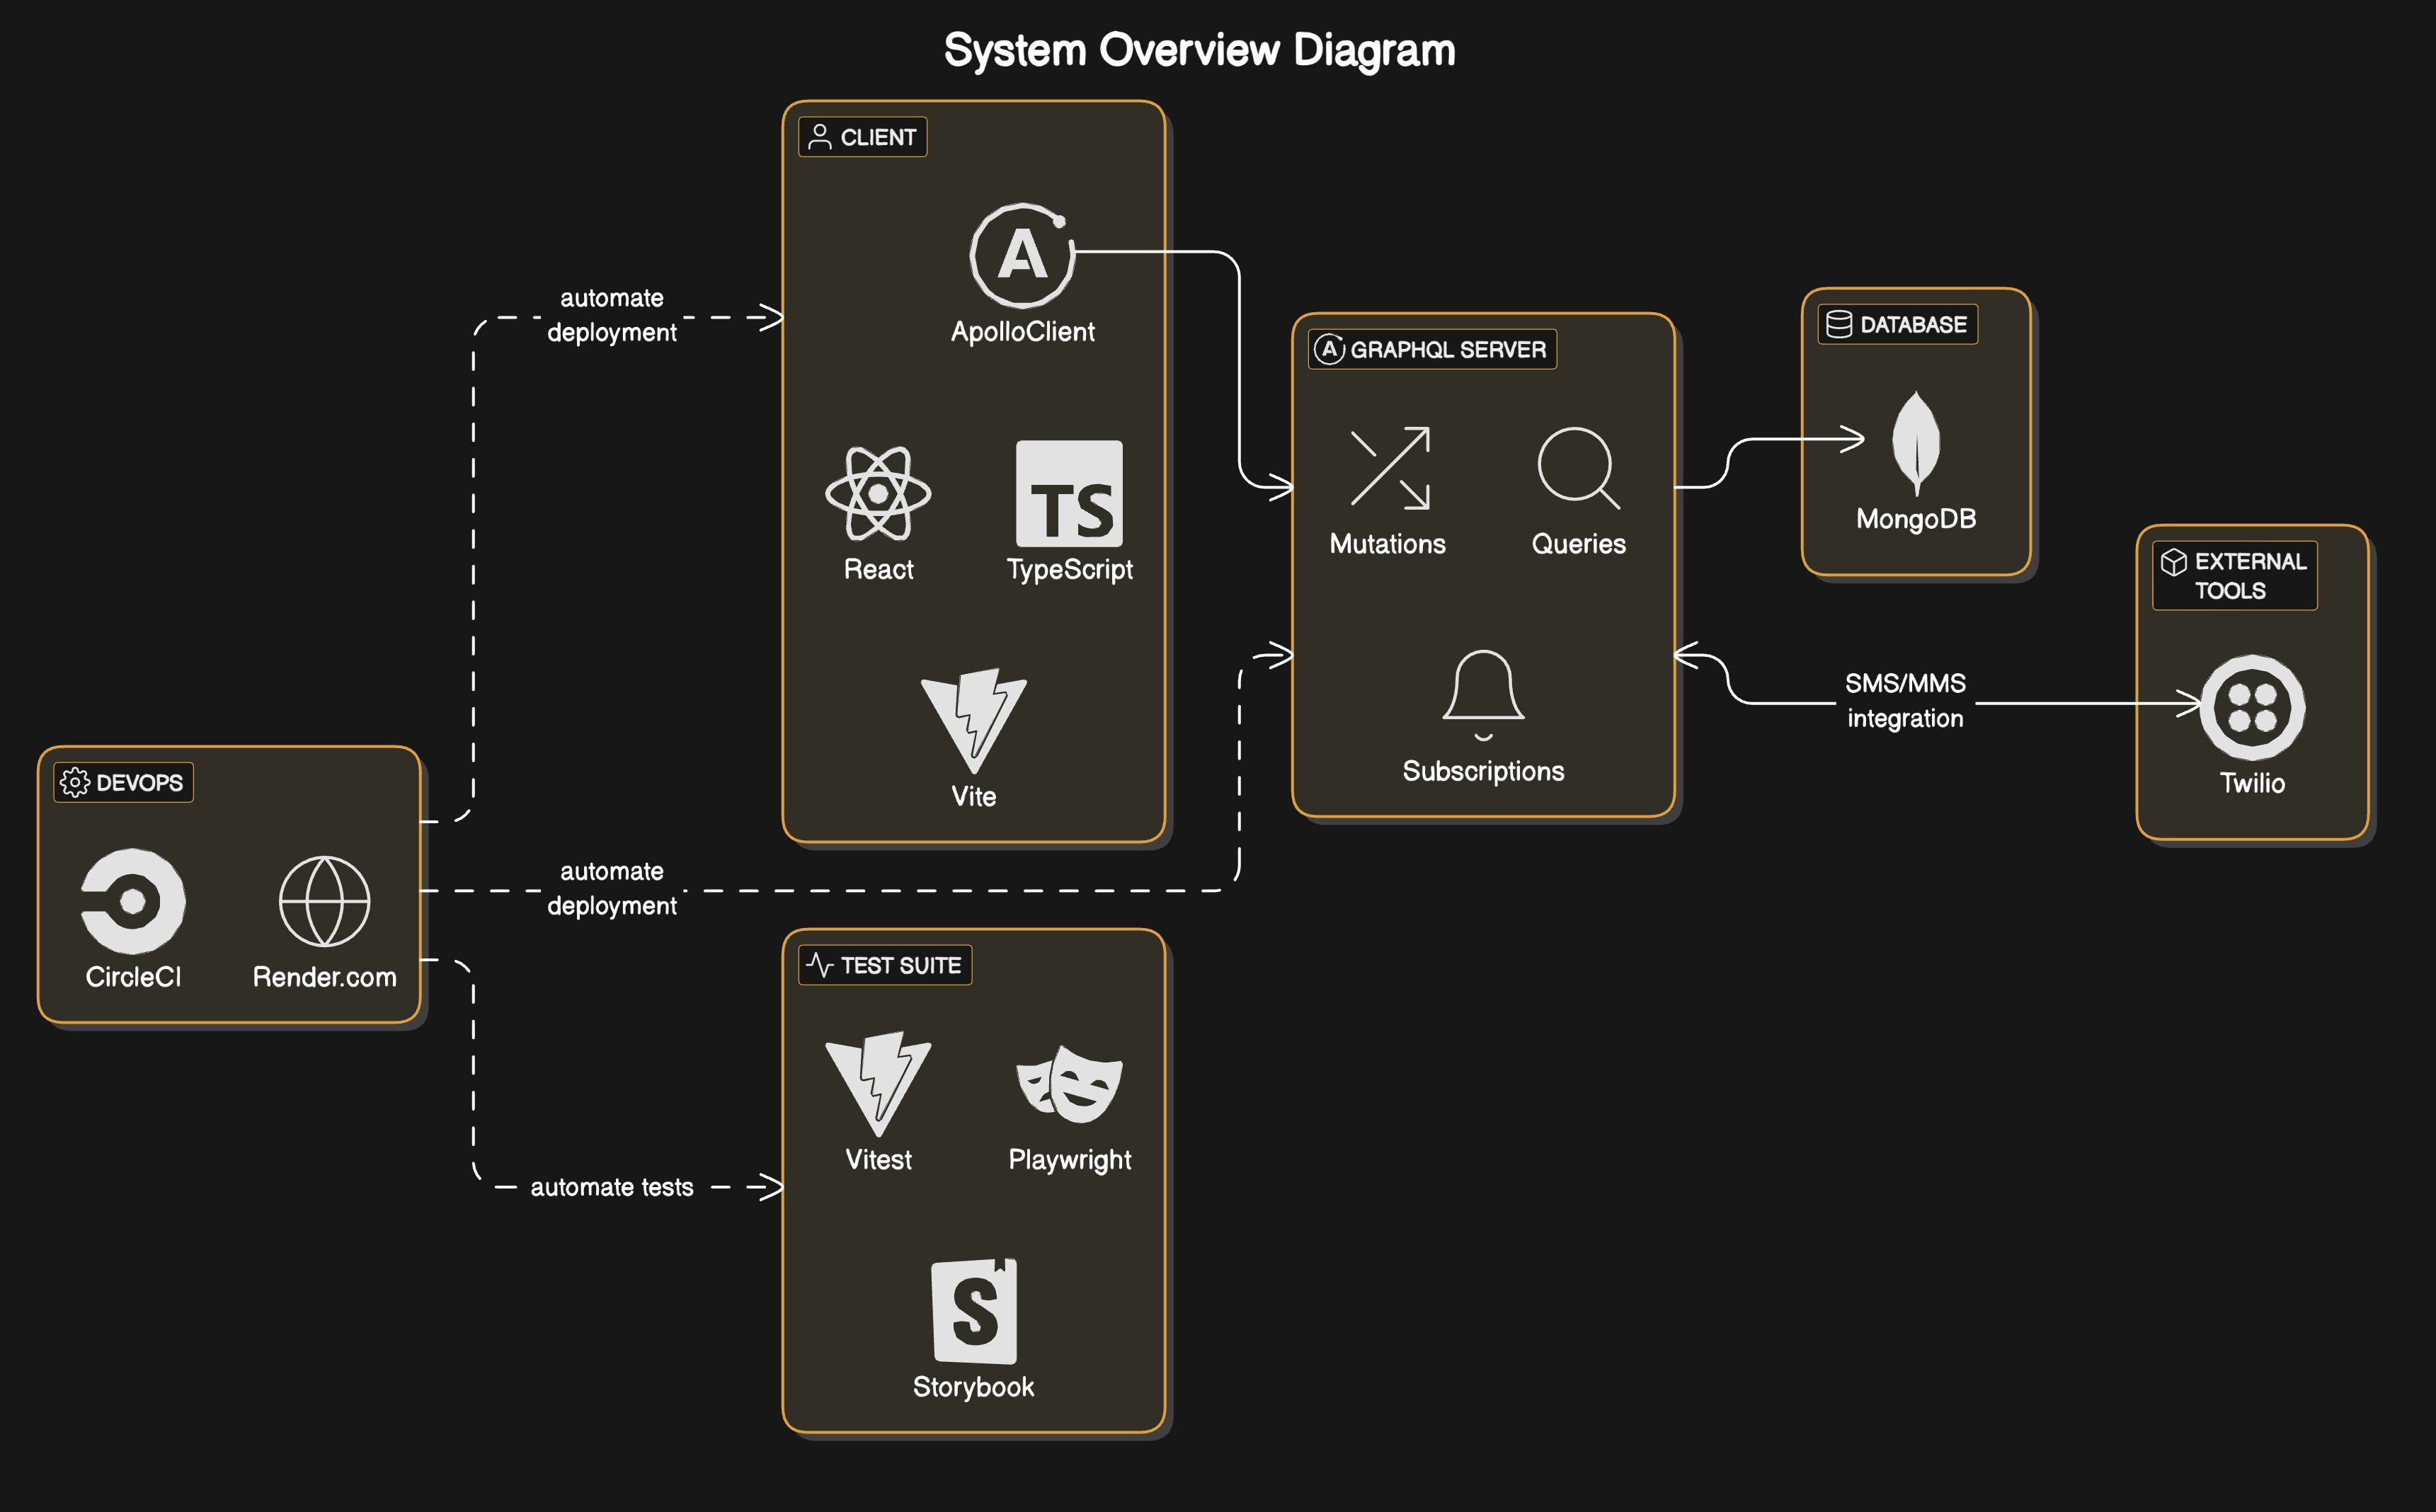 System Overview Diagram
CLIENT
A
ApolloClient
automate
deployment
React
TS
TypeScript
Vite
A GRAPHQL SERVER
Mutations
Queries
Subscriptions
DATABASE
MongoDB
EXTERNAL
TOOLS
SMS/MMS
integration
Twilio
DEVOPS
CircleCI
Render.com
automate
deployment
automate tests
TEST SUITE
Vitest
Playwright
S
Storybook